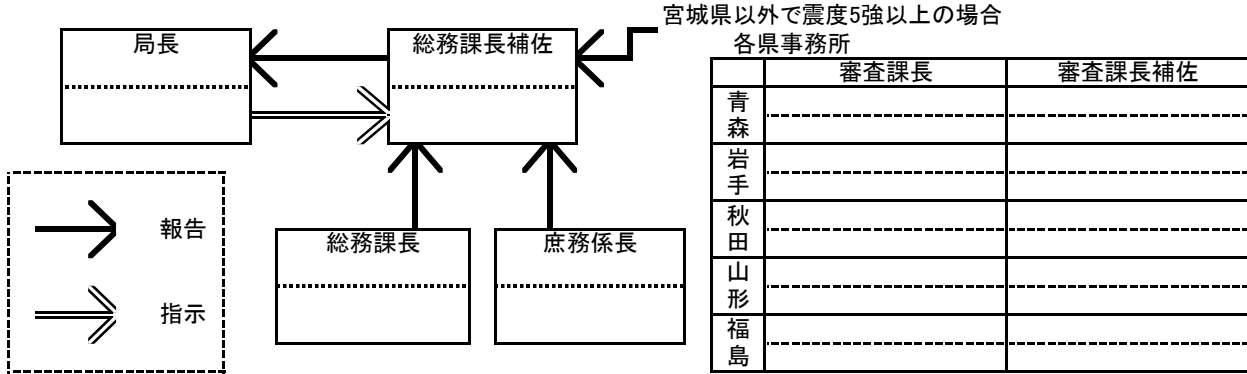 宮城県以外で震度5強以上の場合
局長
総務課長補佐
各県事務所
審査課長 審査課長補佐
青森
岩手
秋田
山形
福島
報告
指示
総務課長
庶務係長